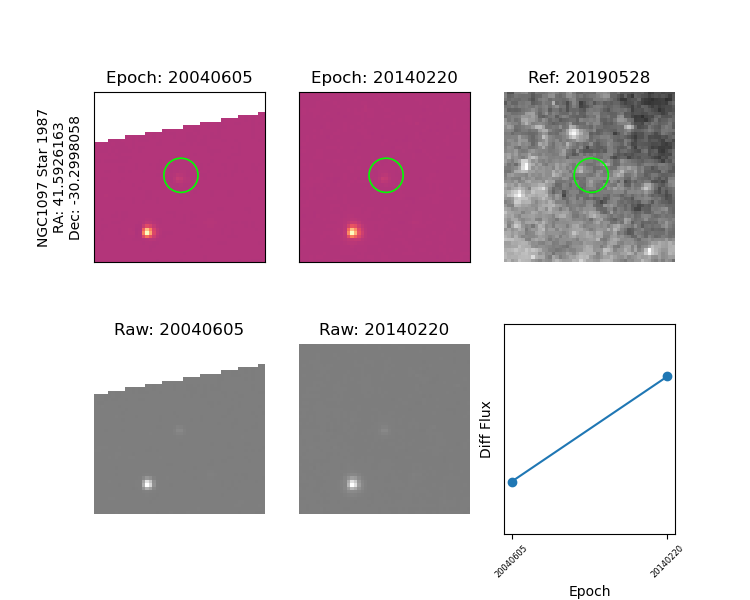 Epoch: 20040605
Epoch: 20140220
Ref: 20190528
NGC1097 Star 1987
RA: 41.5926163
Dec: -30.2998058
Raw: 20040605
Raw: 20140220
Diff Flux
20040605
20140220
Epoch